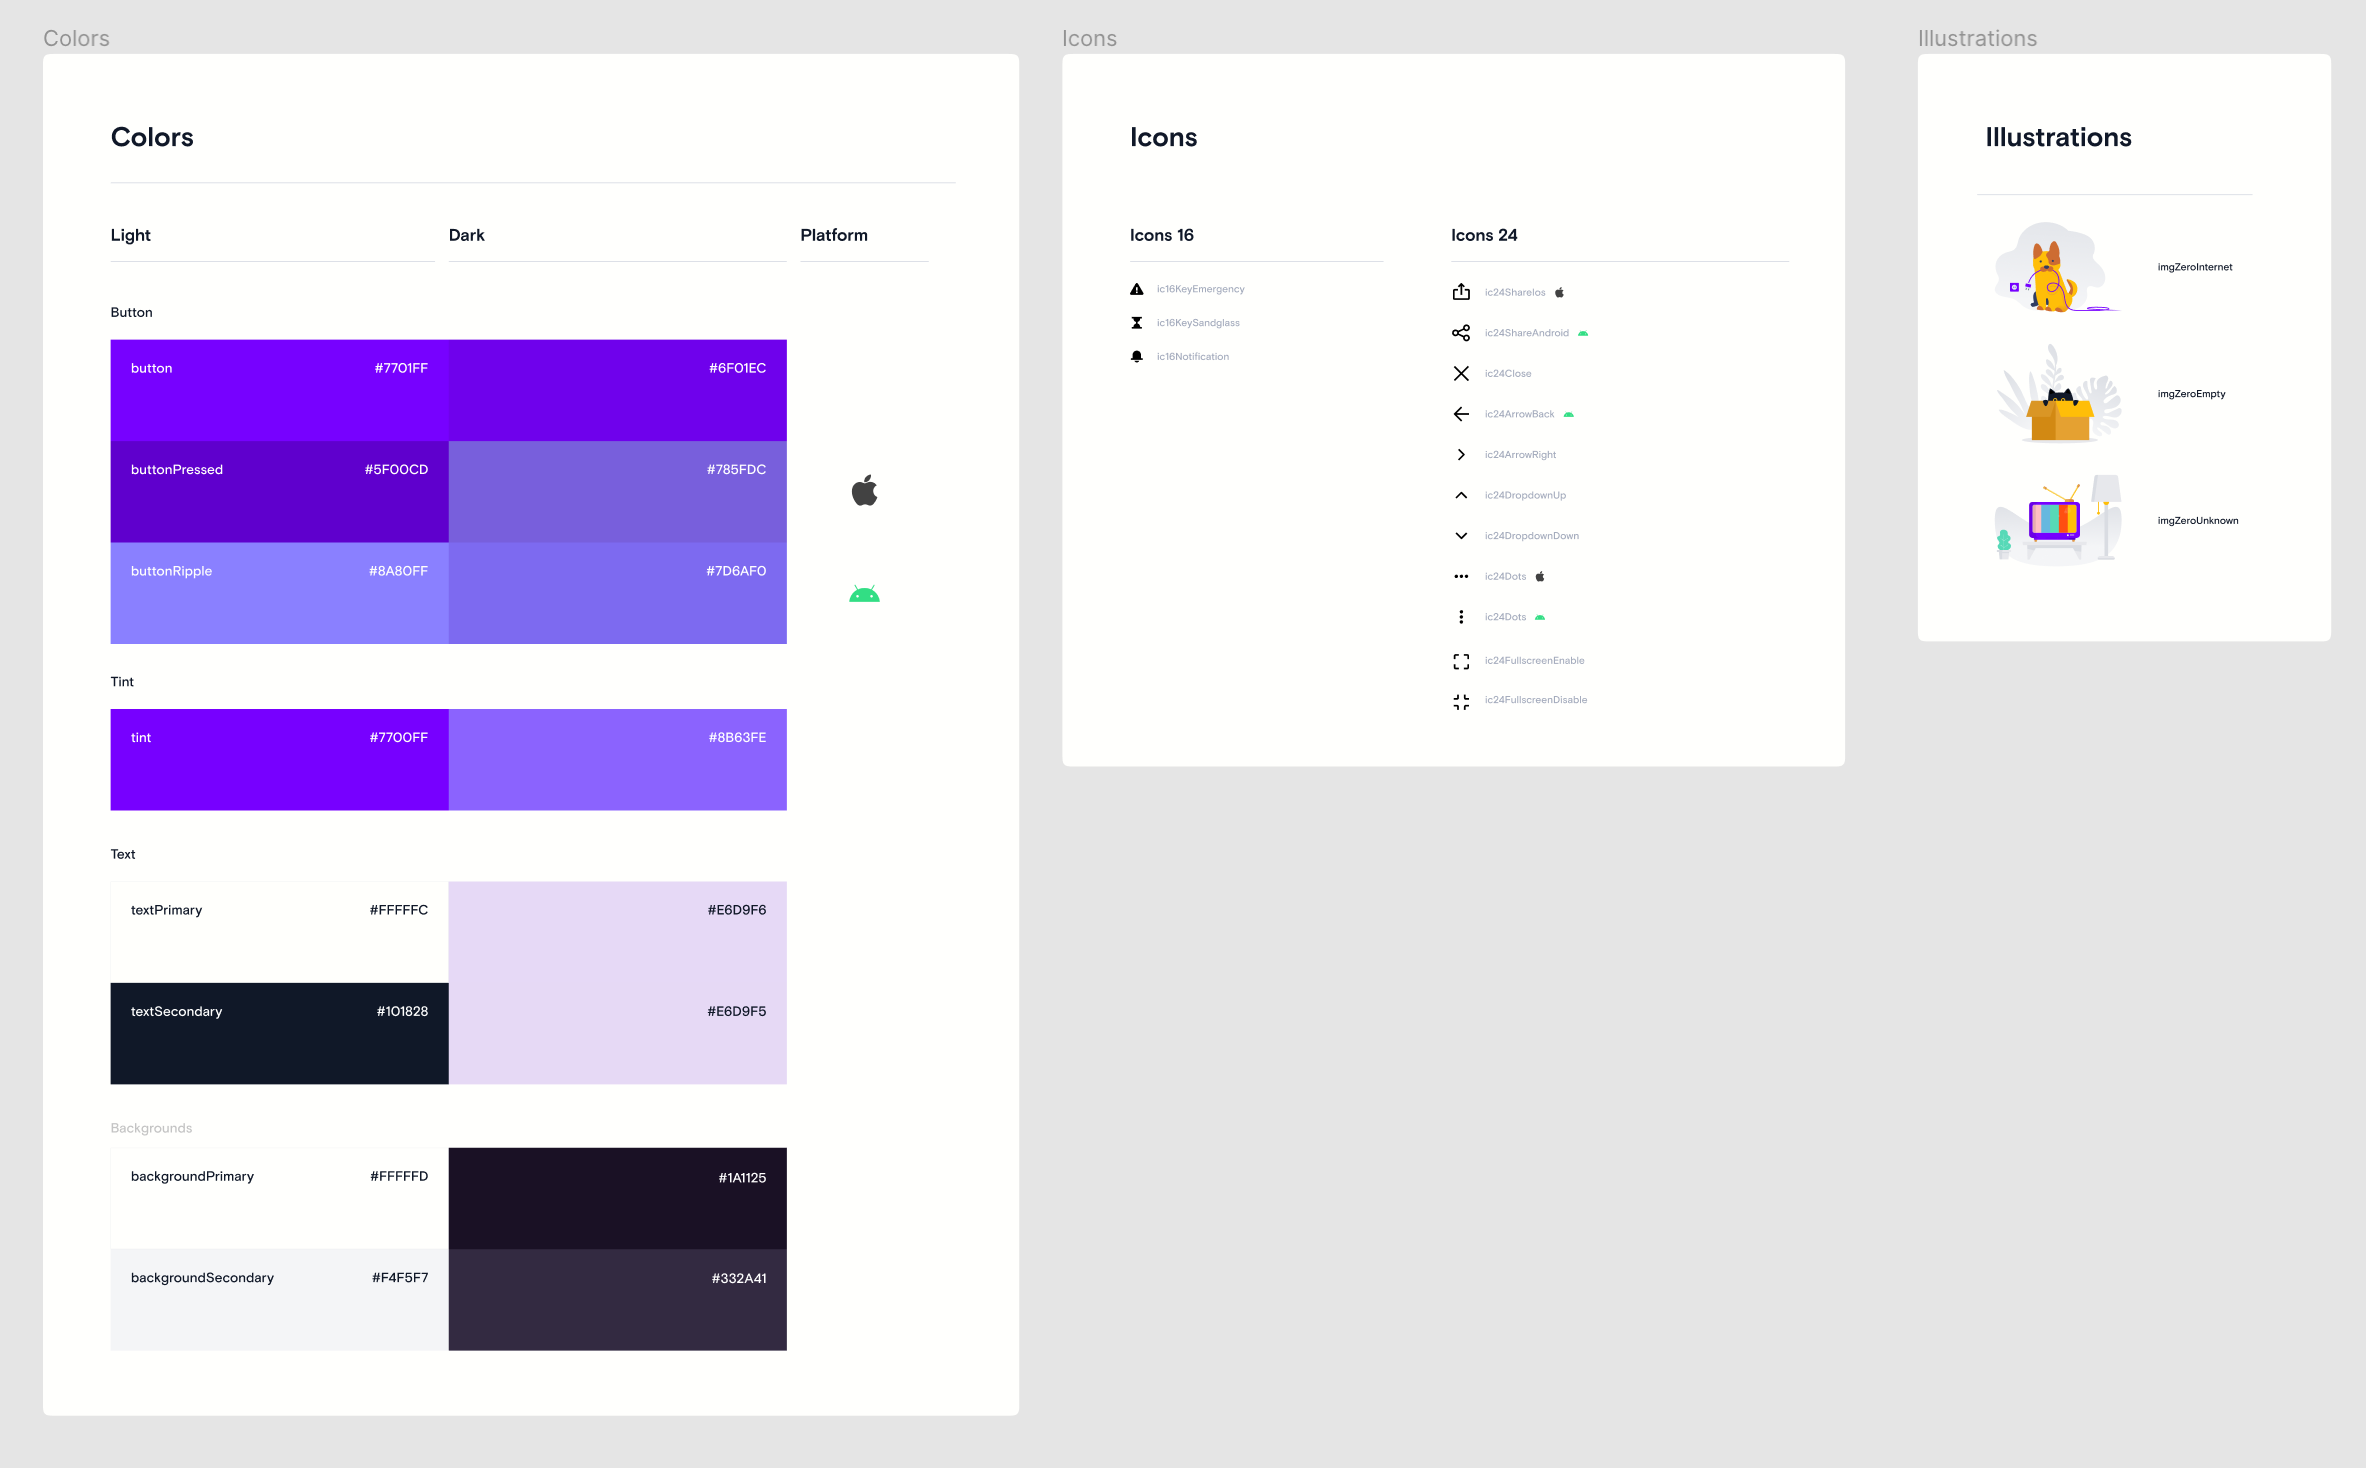 Colors
Colors
Light Dark Platform
Button
button #7701FF #6F01EC
buttonPressed #5F00CD #785FDC
buttonRipple #8A80FF #7D6AF0
Tint
tint #7700FF #8B63FE
Text
textPrimary #FFFFFC #E6D9F6
textSecondary #101828 #E6D9F5
Backgrounds
backgroundPrimary #FFFFFD #1A1125
backgroundSecondary #F4F5F7 #332A41
Icons
Icons
Icons 16
ic16KeyEmergency
ic16KeySandglass
ic16Notification
Icons 24
ic24ShareIos
ic24ShareAndroid
ic24Close
ic24ArrowBack
ic24ArrowRight
ic24DropdownUp
ic24DropdownDown
ic24Dots
ic24Dots
ic24FullscreenEnable
ic24FullscreenDisable
Illustrations
Illustrations
imgZeroInternet
imgZeroEmpty
imgZeroUnknown